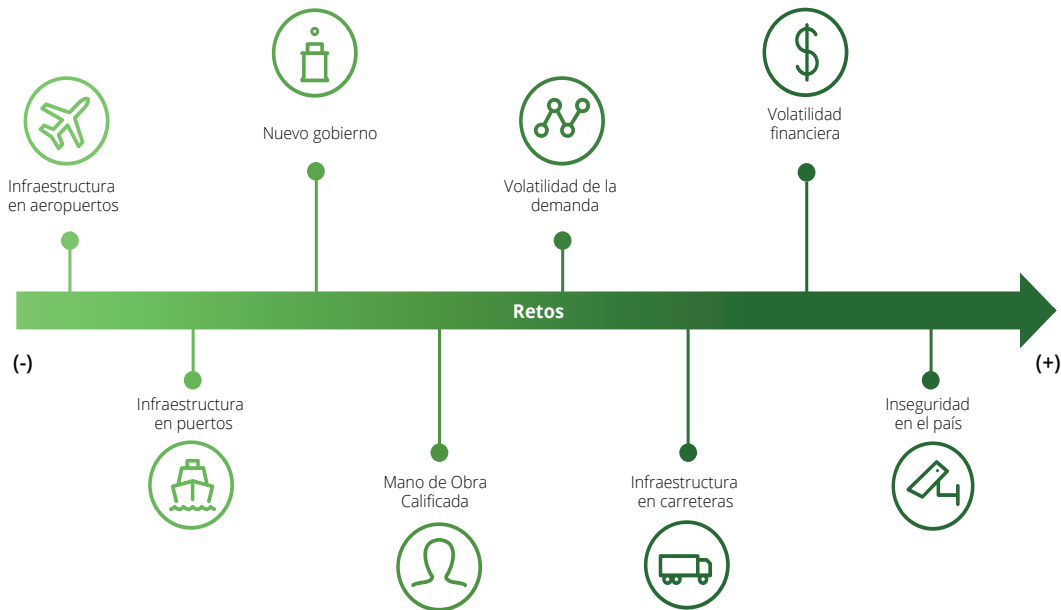 Infraestructura
en aeropuertos
Nuevo gobierno
Volatilidad de la
demanda
Volatilidad
financiera
Retos
(-)
(+)
Infraestructura
en puertos
Mano de Obra
Calificada
Infraestructura
en carreteras
Inseguridad
en el país